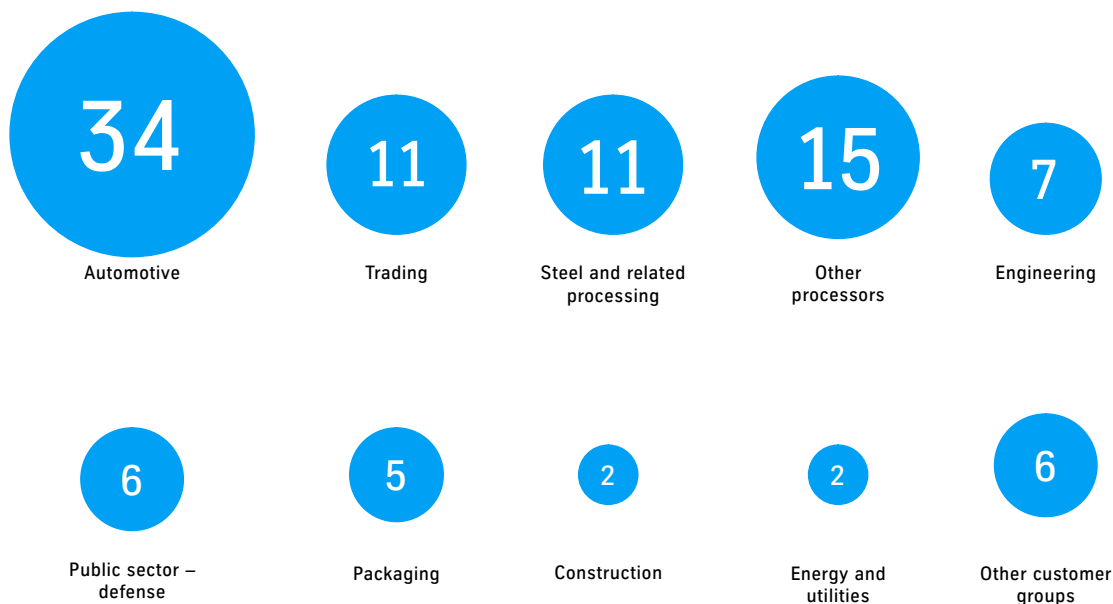 34
11
11
15
7
Automotive
Trading
Steel and related
processing
Other
processors
Engineering
6
5
2
2
6
Public sector –
defense
Packaging
Construction
Energy and
utilities
Other customer
groups